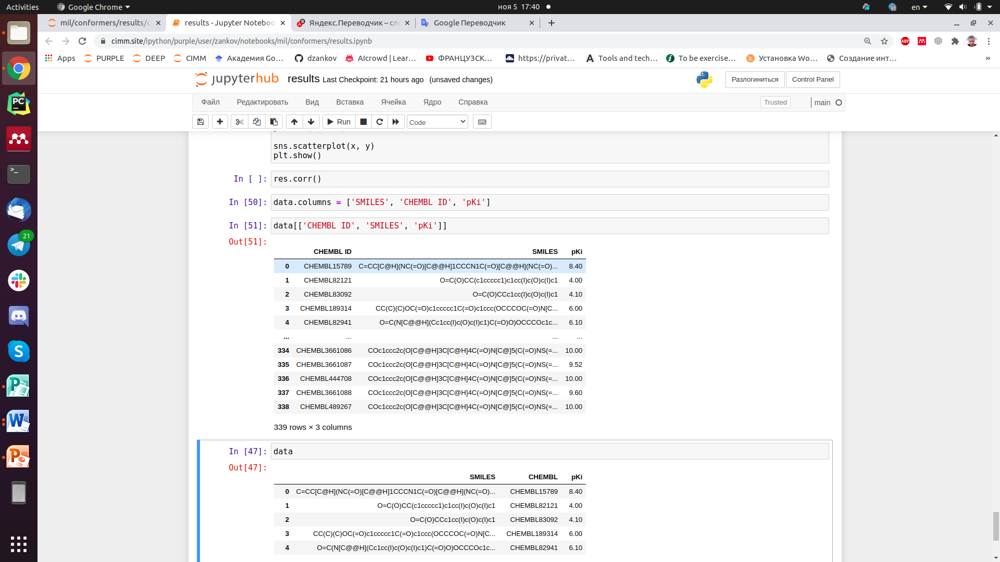 Activities
Google Chrome
ноя 5 17:40
21
en
mil/conformers/results/c
results - Jupyter Noteboo
Яндекс.Переводчик – сло
Google Переводчик
cimm.site/ipython/purple/user/zankov/notebooks/mil/conformers/results.ipynb
ABP
Apps
PURPLE
DEEP
CIMM
Академия Go...
dzankov
AIcrowd | Lear...
ФРАНЦУЗСК...
https://privat...
Tools and tech...
To be exercise...
Установка Wo...
Создание инт...
»
jupyterhub
results Last Checkpoint: 21 hours ago (unsaved changes)
Разлогиниться
Control Panel
Файл
Редактировать
Вид
Вставка
Ячейка
Ядро
Справка
Trusted
main
Run
Code
sns.scatterplot(x, y)
plt.show()
In [ ]: res.corr()
In [50]: data.columns = ['SMILES', 'CHEMBL ID', 'pKi']
In [51]: data[['CHEMBL ID', 'SMILES', 'pKi']]
Out[51]:
CHEMBL ID SMILES pKi
0 CHEMBL15789 C=CC[C@H](NC(=O)[C@@H]1CCCN1C(=O)[C@@H](NC(=O)... 8.40
1 CHEMBL82121 O=C(O)CC(c1ccccc1)c1cc(I)c(O)c(I)c1 4.00
2 CHEMBL83092 O=C(O)CCc1cc(I)c(O)c(I)c1 4.10
3 CHEMBL189314 CC(C)(C)OC(=O)c1ccccc1C(=O)c1ccc(OCCCOC(=O)N[C... 6.00
4 CHEMBL82941 O=C(N[C@@H](Cc1cc(I)c(O)c(I)c1)C(=O)O)OCCCOc1c... 6.10
... ... ... ...
334 CHEMBL3661086 COc1ccc2c(O[C@@H]3C[C@H]4C(=O)N[C@]5(C(=O)NS(=... 10.00
335 CHEMBL3661087 COc1ccc2c(O[C@@H]3C[C@H]4C(=O)N[C@]5(C(=O)NS(=... 9.52
336 CHEMBL444708 COc1ccc2c(O[C@@H]3C[C@H]4C(=O)N[C@]5(C(=O)NS(=... 10.00
337 CHEMBL3661088 COc1ccc2c(O[C@@H]3C[C@H]4C(=O)N[C@]5(C(=O)NS(=... 9.60
338 CHEMBL489267 COc1ccc2c(O[C@@H]3C[C@H]4C(=O)N[C@]5(C(=O)NS(=... 10.00
339 rows × 3 columns
In [47]: data
Out[47]:
SMILES CHEMBL pKi
0 C=CC[C@H](NC(=O)[C@@H]1CCCN1C(=O)[C@@H](NC(=O)... CHEMBL15789 8.40
1 O=C(O)CC(c1ccccc1)c1cc(I)c(O)c(I)c1 CHEMBL82121 4.00
2 O=C(O)CCc1cc(I)c(O)c(I)c1 CHEMBL83092 4.10
3 CC(C)(C)OC(=O)c1ccccc1C(=O)c1ccc(OCCCOC(=O)N[C... CHEMBL189314 6.00
4 O=C(N[C@@H](Cc1cc(I)c(O)c(I)c1)C(=O)O)OCCCOc1c... CHEMBL82941 6.10
PC
>_
21
S
P
W
P